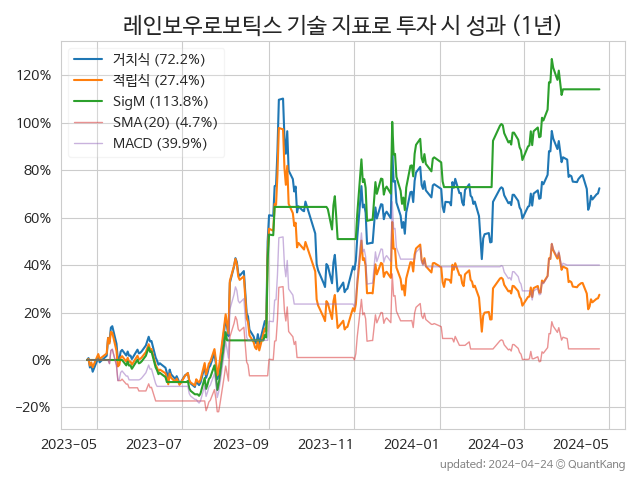 레인보우로보틱스 기술 지표로 투자 시 성과 (1년)
거치식 (72.2%)
적립식 (27.4%)
SigM (113.8%)
SMA(20) (4.7%)
MACD (39.9%)
120%
100%
80%
60%
40%
20%
0%
−20%
2023−05 2023−07 2023−09 2023−11 2024−01 2024−03 2024−05
updated: 2024-04-24 © QuantKang